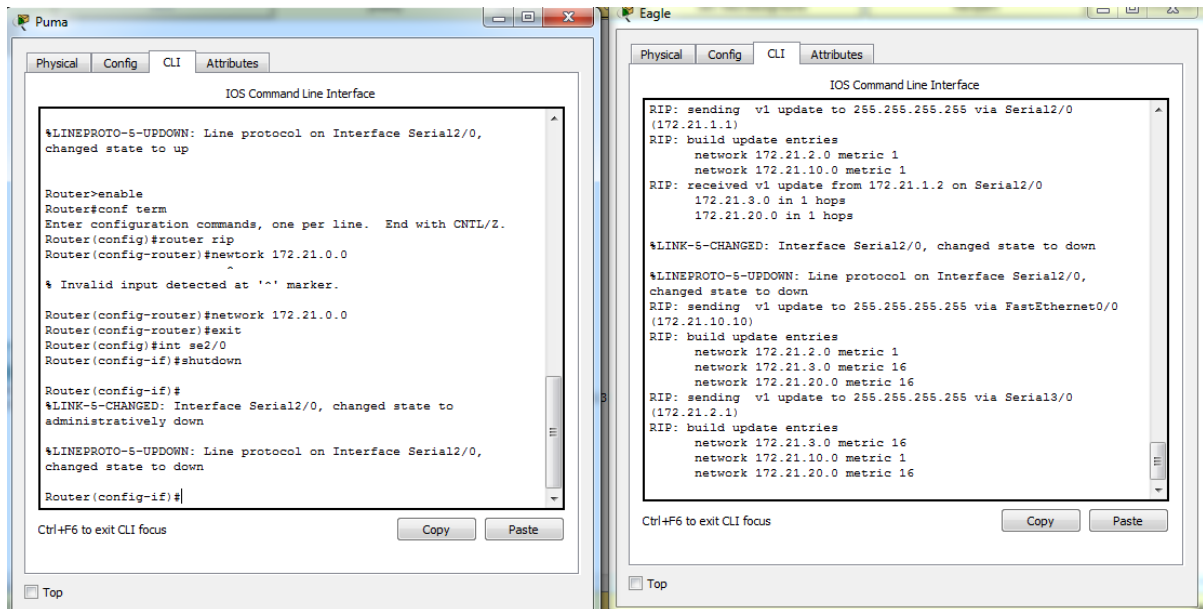 Puma
Physical Config CLI Attributes
IOS Command Line Interface
%LINEPROTO-5-UPDOWN: Line protocol on Interface Serial2/0,
changed state to up
Router>enable
Router#conf term
Enter configuration commands, one per line. End with CNTL/Z.
Router(config)#router rip
Router(config-router)#newtork 172.21.0.0
^
% Invalid input detected at '^' marker.
Router(config-router)#network 172.21.0.0
Router(config-router)#exit
Router(config)#int se2/0
Router(config-if)#shutdown
Router(config-if)#
%LINK-5-CHANGED: Interface Serial2/0, changed state to
administratively down
%LINEPROTO-5-UPDOWN: Line protocol on Interface Serial2/0,
changed state to down
Router(config-if)#
Ctrl+F6 to exit CLI focus
Copy Paste
Top
Eagle
Physical Config CLI Attributes
IOS Command Line Interface
RIP: sending v1 update to 255.255.255.255 via Serial2/0
(172.21.1.1)
RIP: build update entries
network 172.21.2.0 metric 1
network 172.21.10.0 metric 1
RIP: received v1 update from 172.21.1.2 on Serial2/0
172.21.3.0 in 1 hops
172.21.20.0 in 1 hops
%LINK-5-CHANGED: Interface Serial2/0, changed state to down
%LINEPROTO-5-UPDOWN: Line protocol on Interface Serial2/0,
changed state to down
RIP: sending v1 update to 255.255.255.255 via FastEthernet0/0
(172.21.10.10)
RIP: build update entries
network 172.21.2.0 metric 1
network 172.21.3.0 metric 16
network 172.21.20.0 metric 16
RIP: sending v1 update to 255.255.255.255 via Serial3/0
(172.21.2.1)
RIP: build update entries
network 172.21.3.0 metric 16
network 172.21.10.0 metric 1
network 172.21.20.0 metric 16
Ctrl+F6 to exit CLI focus
Copy Paste
Top